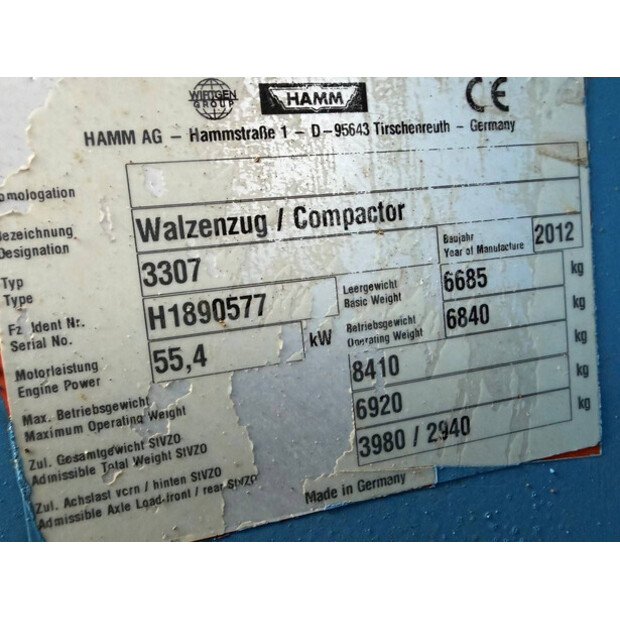 WIRTGEN
GROUP
HAMM
CE
HAMM AG – Hammstraße 1 – D-95643 Tirschenreuth – Germany
omologation
ezeichnung
Designation
Walzenzug / Compactor
Typ
Type
3307
Baujahr
Year of Manufacture
2012
Fz Ident Nr.
Serial No.
H1890577
Leergewicht
Basic Weight
6685
kg
Motorleistung
Engine Power
55,4
kW
Betriebsgewicht
Operating Weight
6840
kg
Max. Betriebsgewicht
Maximum Operating Weight
8410
kg
Zul. Gesamtgewicht StVZO
Admissible Total Weight StVZO
6920
kg
Zul. Achslast vorn / hinten StVZO
Admissible Axle Load-front / rear StVZO
3980 / 2940
Made in Germany